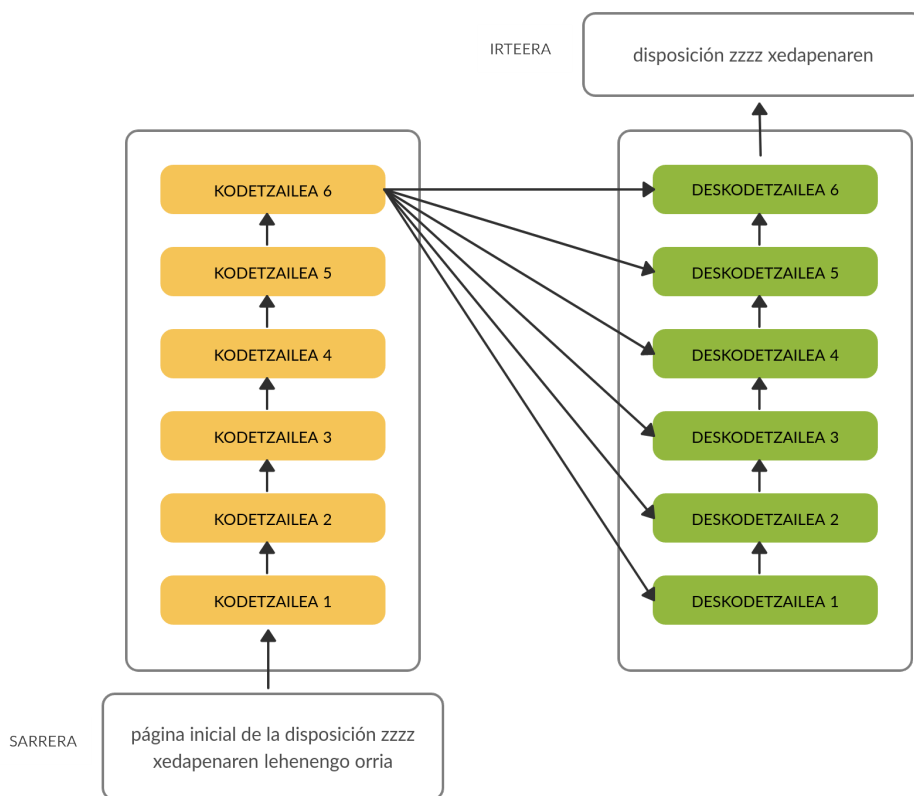 IRTEERA
disposición zzzz xedapenaren
KODETZAILEA 6
DESKODETZAILEA 6
KODETZAILEA 5
DESKODETZAILEA 5
KODETZAILEA 4
DESKODETZAILEA 4
KODETZAILEA 3
DESKODETZAILEA 3
KODETZAILEA 2
DESKODETZAILEA 2
KODETZAILEA 1
DESKODETZAILEA 1
SARRERA
página inicial de la disposición zzzz
xedapenaren lehenengo orria